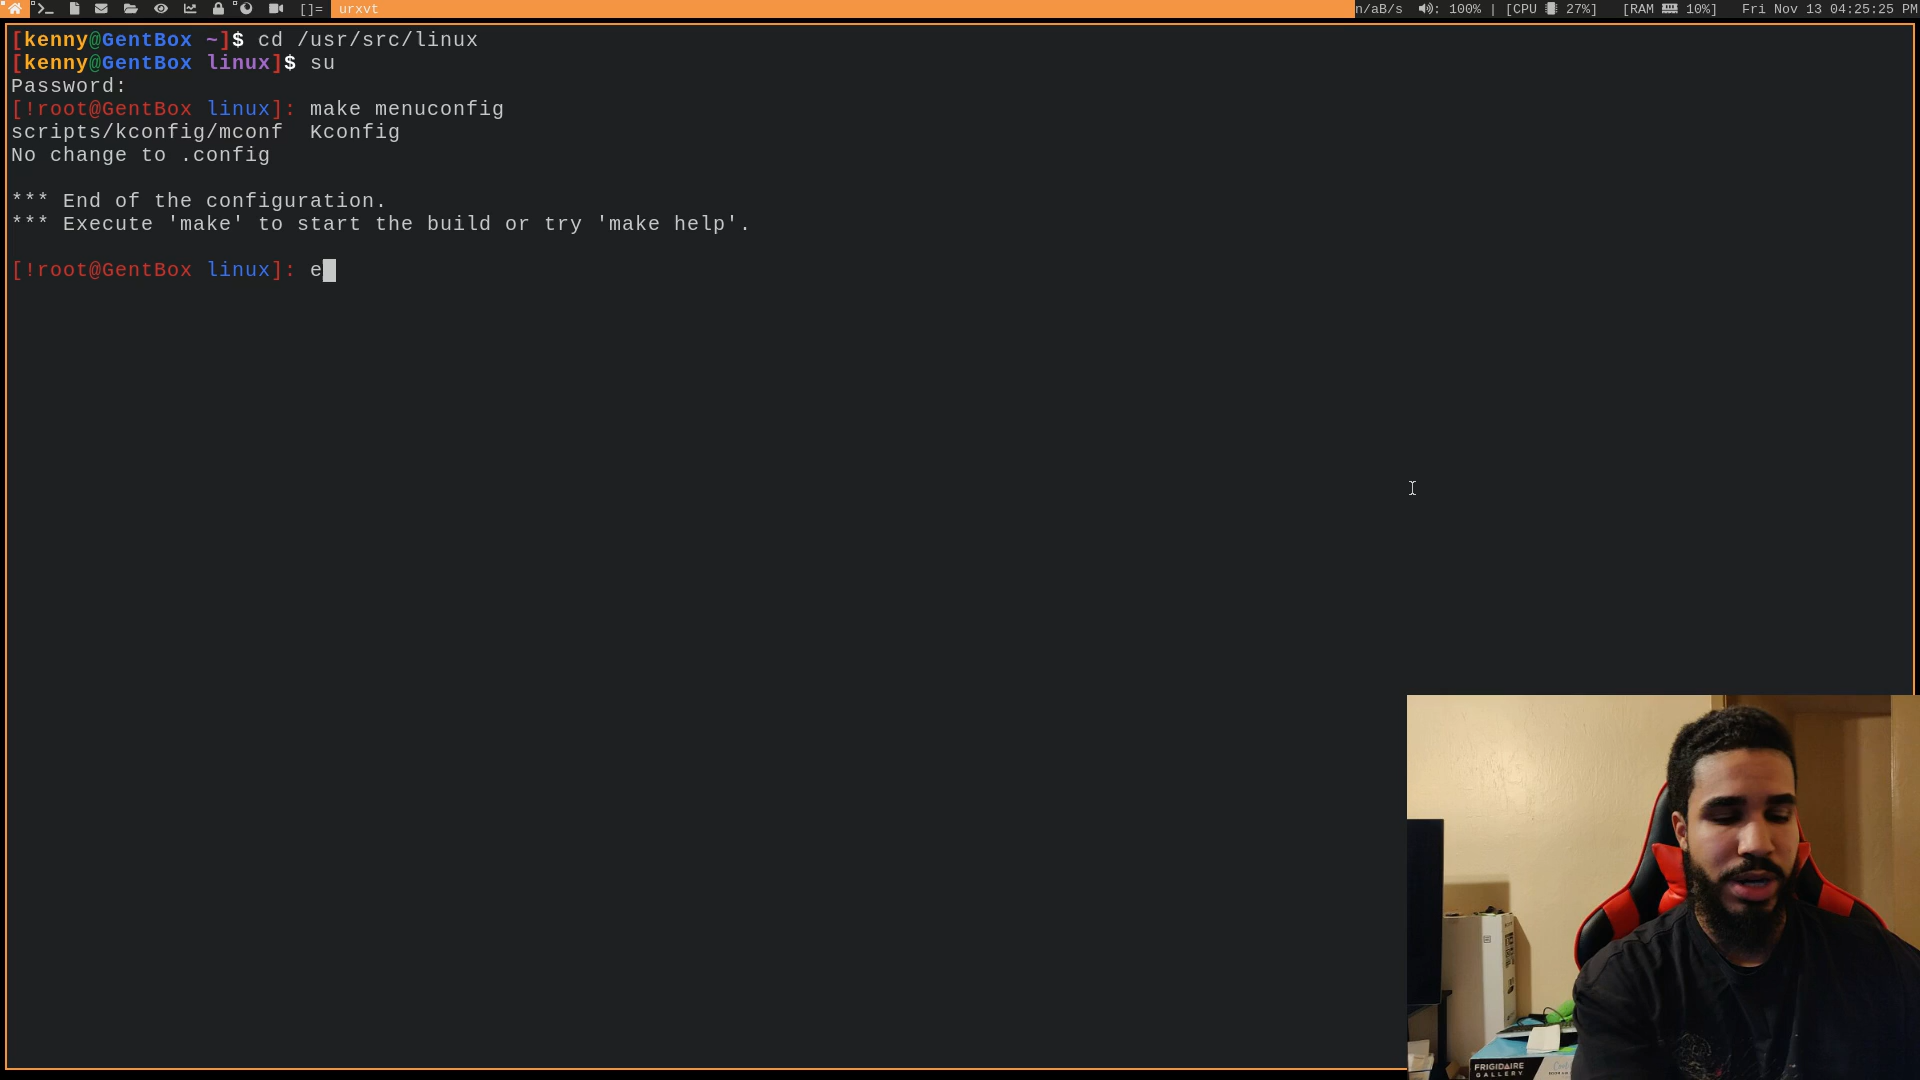 []= urxvt n/aB/s : 100% | [CPU 27%] [RAM 10%] Fri Nov 13 04:25:25 PM
[kenny@GentBox ~]$ cd /usr/src/linux
[kenny@GentBox linux]$ su
Password:
[!root@GentBox linux]: make menuconfig
scripts/kconfig/mconf  Kconfig
No change to .config
*** End of the configuration.
*** Execute 'make' to start the build or try 'make help'.
[!root@GentBox linux]: e
FRIGIDAIRE
GALLERY